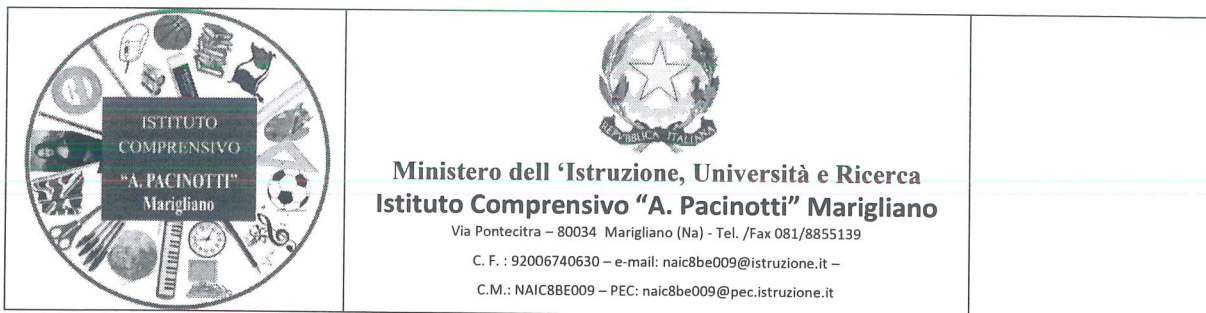 ISTITUTO
COMPRENSIVO
“A. PACINOTTI”
Marigliano
REPVBBLICA ITALIANA
Ministero dell ‘Istruzione, Università e Ricerca
Istituto Comprensivo “A. Pacinotti” Marigliano
Via Pontecitra – 80034 Marigliano (Na) - Tel. /Fax 081/8855139
C. F. : 92006740630 – e-mail: naic8be009@istruzione.it –
C.M.: NAIC8BE009 – PEC: naic8be009@pec.istruzione.it